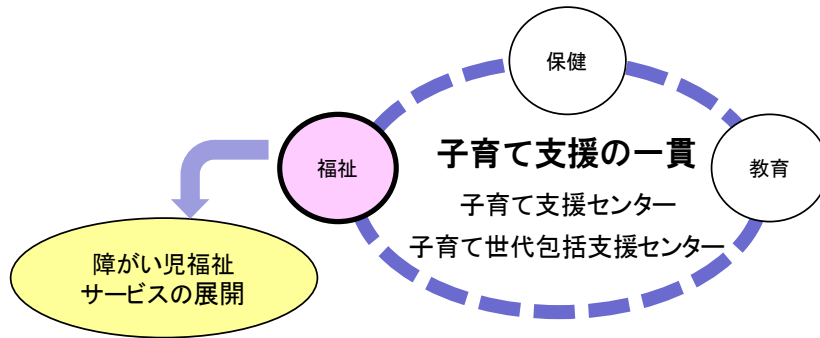 保健
福祉
子育て支援の一貫
教育
子育て支援センター
子育て世代包括支援センター
障がい児福祉
サービスの展開